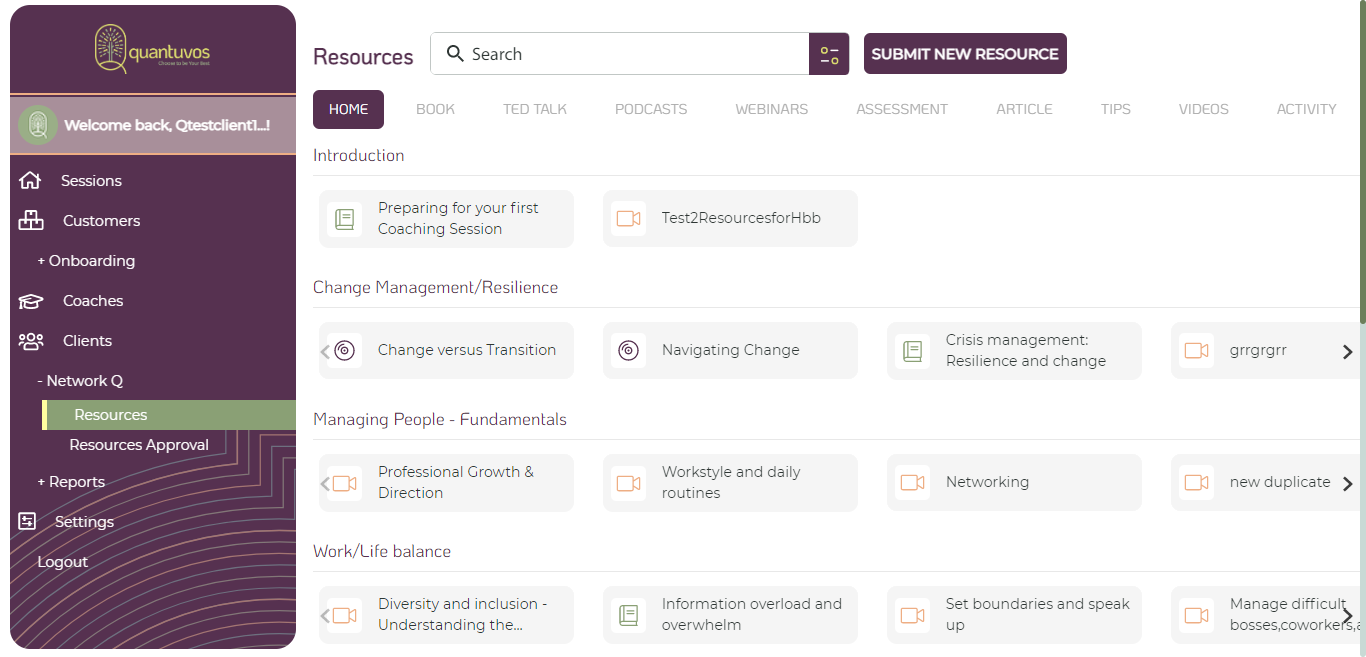 quantuvos
Choose to be Your Best
Welcome back, Qtestclient1...!
Sessions
Customers
+ Onboarding
Coaches
Clients
- Network Q
Resources
Resources Approval
+ Reports
Settings
Logout
Resources
Search
SUBMIT NEW RESOURCE
HOME
BOOK
TED TALK
PODCASTS
WEBINARS
ASSESSMENT
ARTICLE
TIPS
VIDEOS
ACTIVITY
Introduction
Preparing for your first
Coaching Session
Test2ResourcesforHbb
Change Management/Resilience
Change versus Transition
Navigating Change
Crisis management:
Resilience and change
grrgrgrr
Managing People - Fundamentals
Professional Growth &
Direction
Workstyle and daily
routines
Networking
new duplicate
Work/Life balance
Diversity and inclusion -
Understanding the...
Information overload and
overwhelm
Set boundaries and speak
up
Manage difficult
bosses,coworkers,a